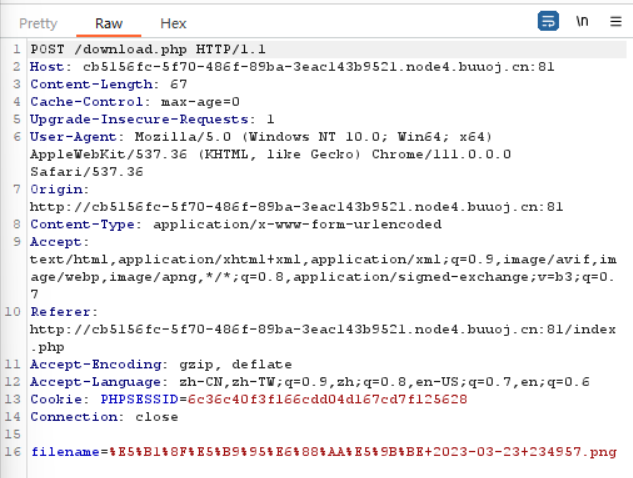 Pretty Raw Hex \n
1 POST /download.php HTTP/1.1
2 Host: cb5156fc-5f70-486f-89ba-3eac143b9521.node4.buuoj.cn:81
3 Content-Length: 67
4 Cache-Control: max-age=0
5 Upgrade-Insecure-Requests: 1
6 User-Agent: Mozilla/5.0 (Windows NT 10.0; Win64; x64)
AppleWebKit/537.36 (KHTML, like Gecko) Chrome/111.0.0.0
Safari/537.36
7 Origin:
http://cb5156fc-5f70-486f-89ba-3eac143b9521.node4.buuoj.cn:81
8 Content-Type: application/x-www-form-urlencoded
9 Accept:
text/html,application/xhtml+xml,application/xml;q=0.9,image/avif,im
age/webp,image/apng,*/*;q=0.8,application/signed-exchange;v=b3;q=0.
7
10 Referer:
http://cb5156fc-5f70-486f-89ba-3eac143b9521.node4.buuoj.cn:81/index
.php
11 Accept-Encoding: gzip, deflate
12 Accept-Language: zh-CN,zh-TW;q=0.9,zh;q=0.8,en-US;q=0.7,en;q=0.6
13 Cookie: PHPSESSID=6c36c40f3f166cdd04d167cd7f125628
14 Connection: close
15
16 filename=%E5%B1%8F%E5%B9%95%E6%88%AA%E5%9B%BE+2023-03-23+234957.png